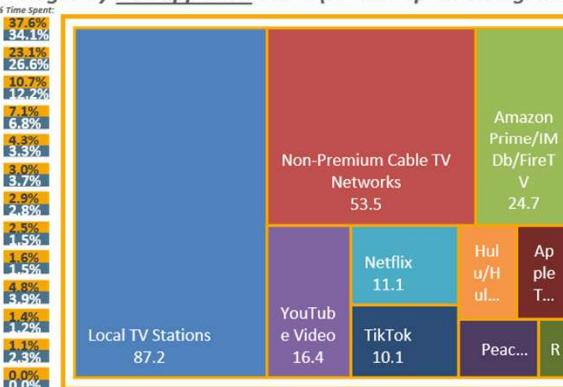 % Time Spent:
37.6%
34.1%
23.1%
26.6%
10.7%
12.2%
7.1%
6.8%
4.3%
3.3%
3.0%
3.7%
2.9%
2.8%
2.5%
1.5%
1.6%
1.5%
4.8%
3.9%
1.4%
1.2%
1.1%
2.3%
0.0%
0.0%
Local TV Stations
87.2
Non-Premium Cable TV
Networks
53.5
Amazon
Prime/IM
Db/FireT
V
24.7
YouTub
e Video
16.4
Netflix
11.1
TikTok
10.1
Hul
u/H
ul...
Ap
ple
T...
Peac...
R